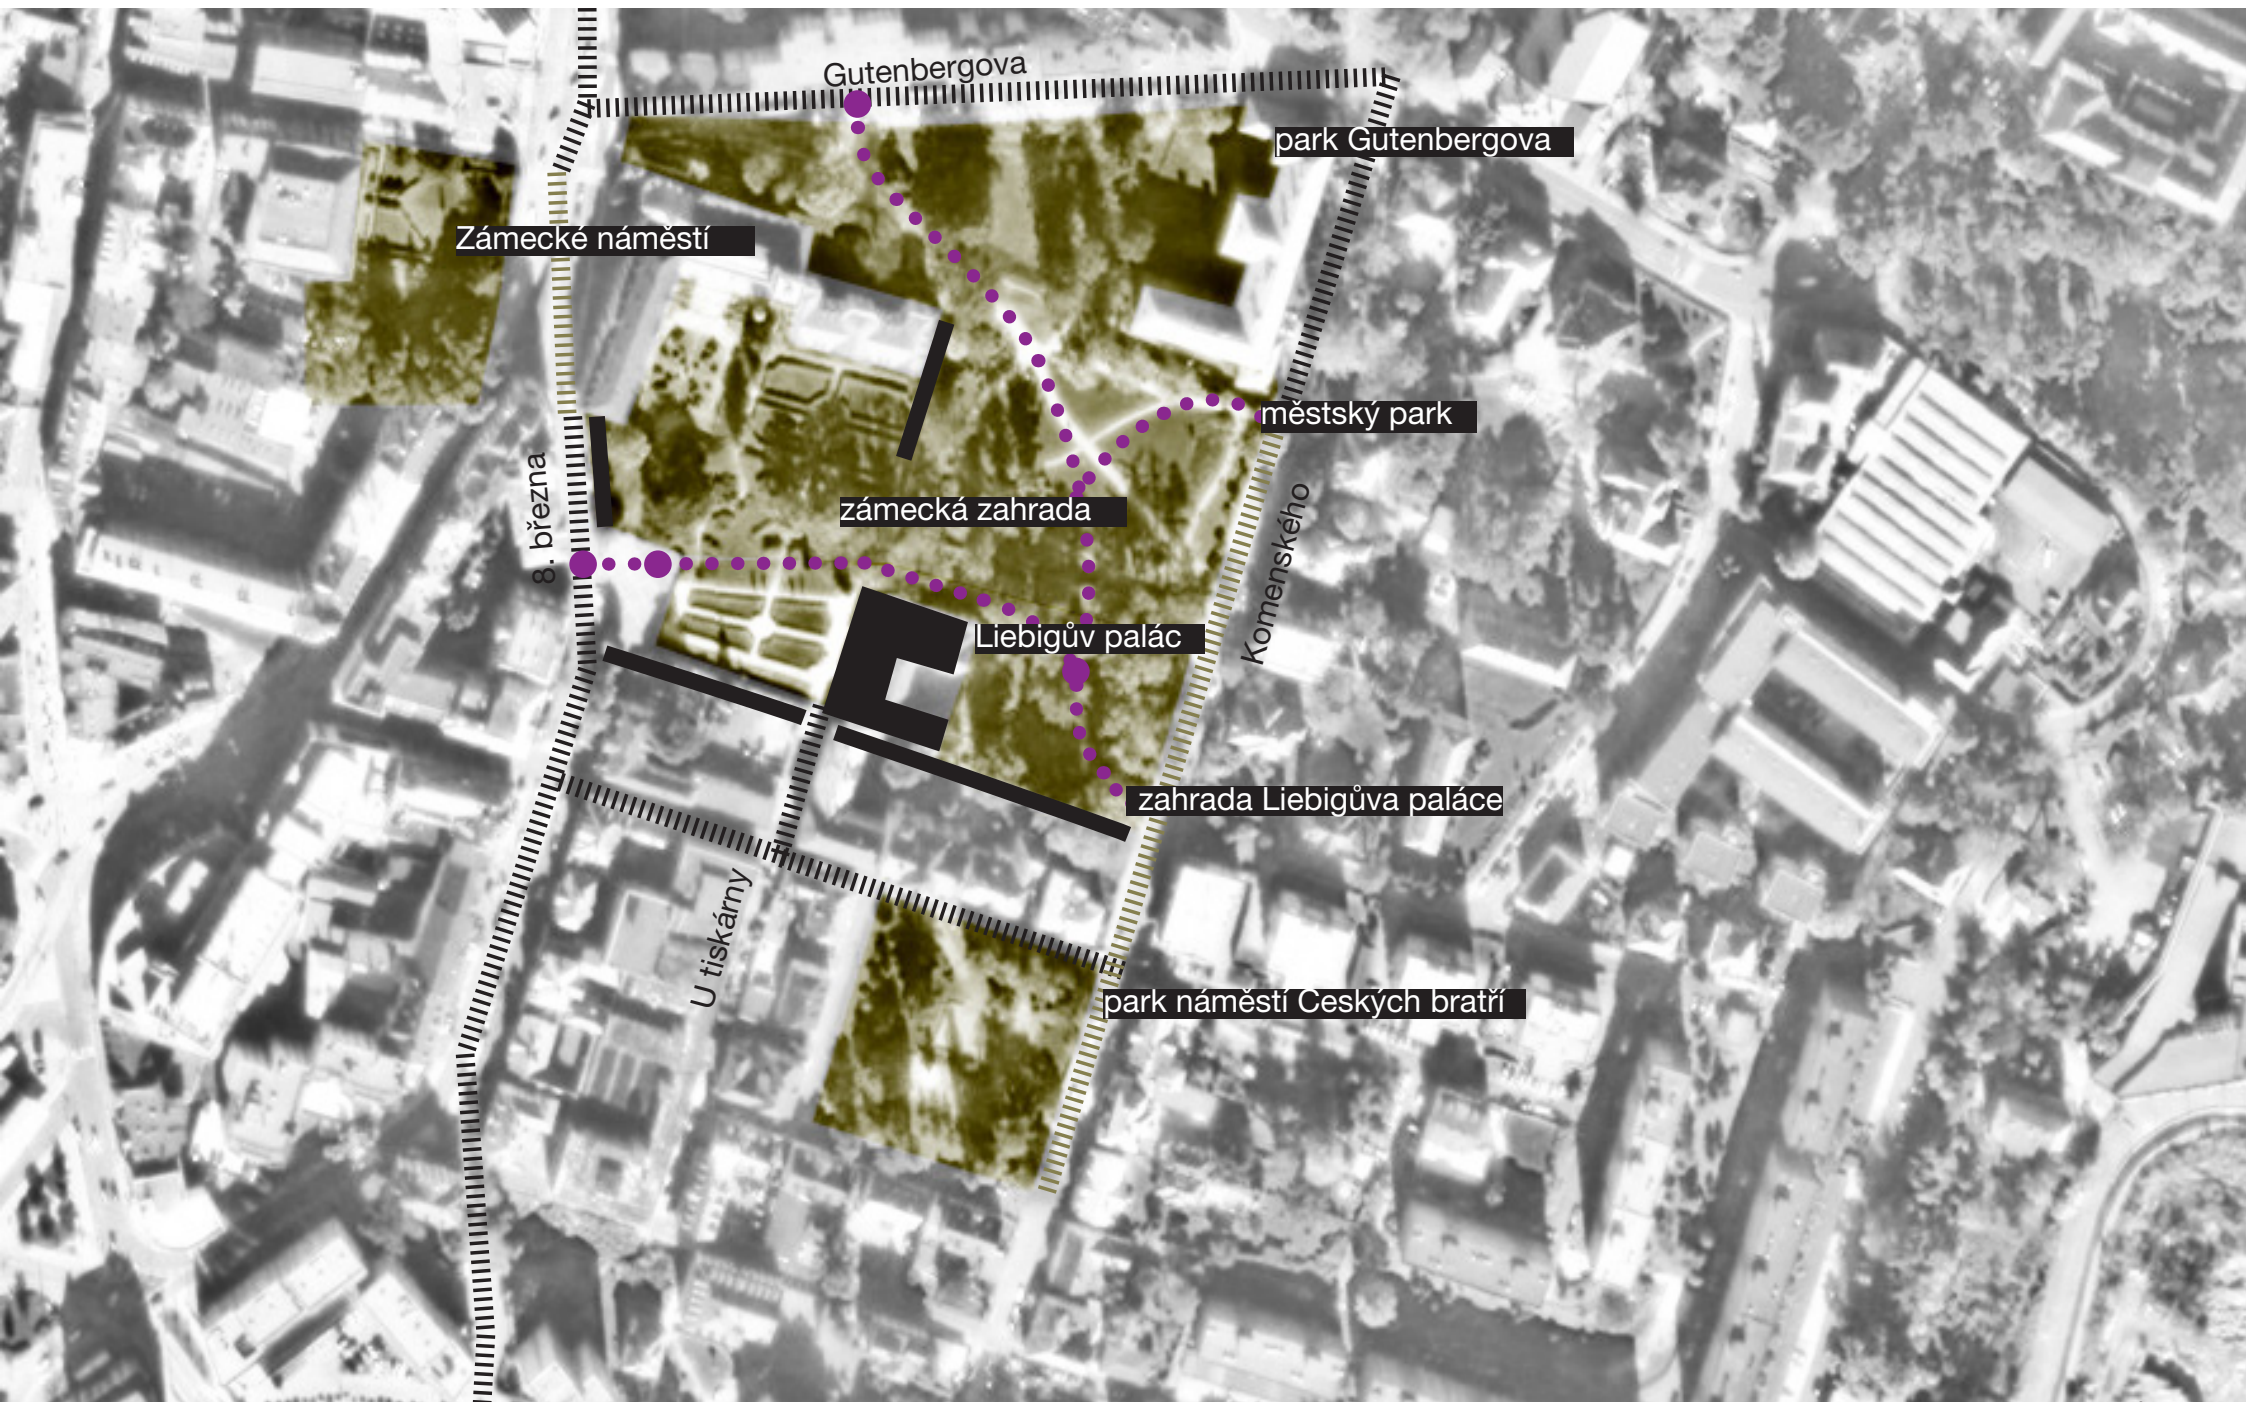 Gutenbergova
park Gutenbergova
Zámecké náměstí
městský park
8. března
zámecká zahrada
Komenského
Liebigův palác
zahrada Liebigůva paláce
U tiskárny
park náměstí Českých bratří